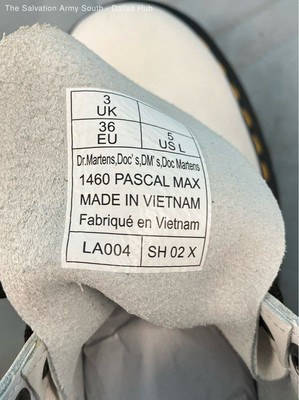 The Salvation Army South - Dallas Hub
3
UK
36
EU
5
US L
Dr.Martens,Doc's,DM's,Doc Martens
1460 PASCAL MAX
MADE IN VIETNAM
Fabriqué en Vietnam
LA004 SH 02 X